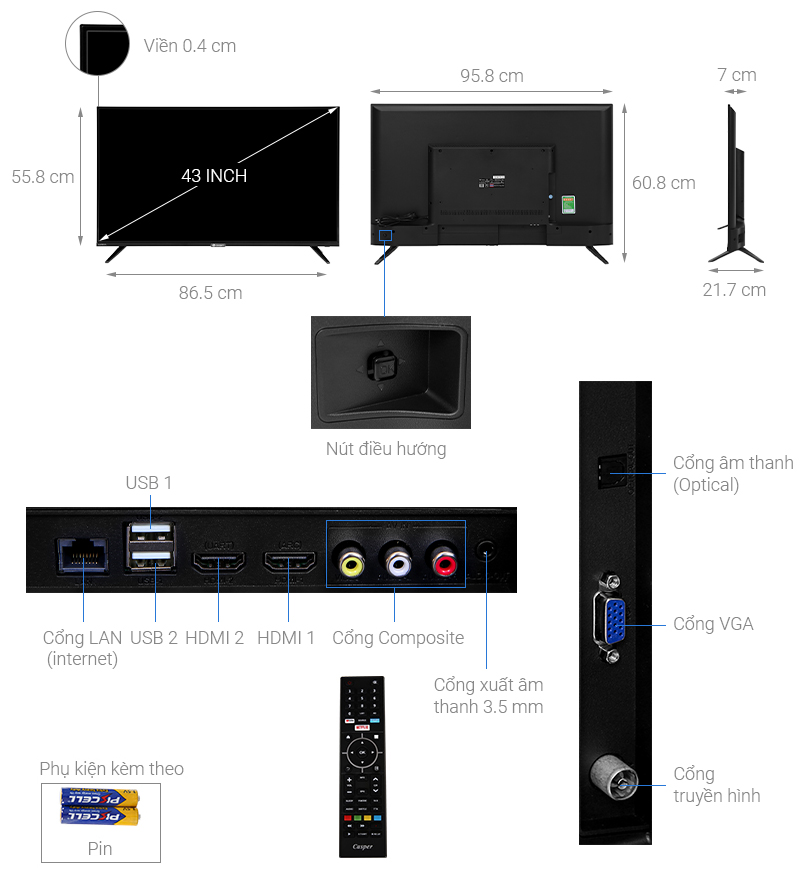 Viền 0.4 cm
95.8 cm
7 cm
55.8 cm
43 INCH
60.8 cm
86.5 cm
21.7 cm
OK
Nút điều hướng
Cổng âm thanh
(Optical)
USB 1
Cổng LAN
(internet)
USB 2
HDMI 2
HDMI 1
Cổng Composite
Cổng VGA
Cổng xuất âm
thanh 3.5 mm
Cổng
truyền hình
Phụ kiện kèm theo
PISCELL
Pin
NETFLIX
OK
Casper